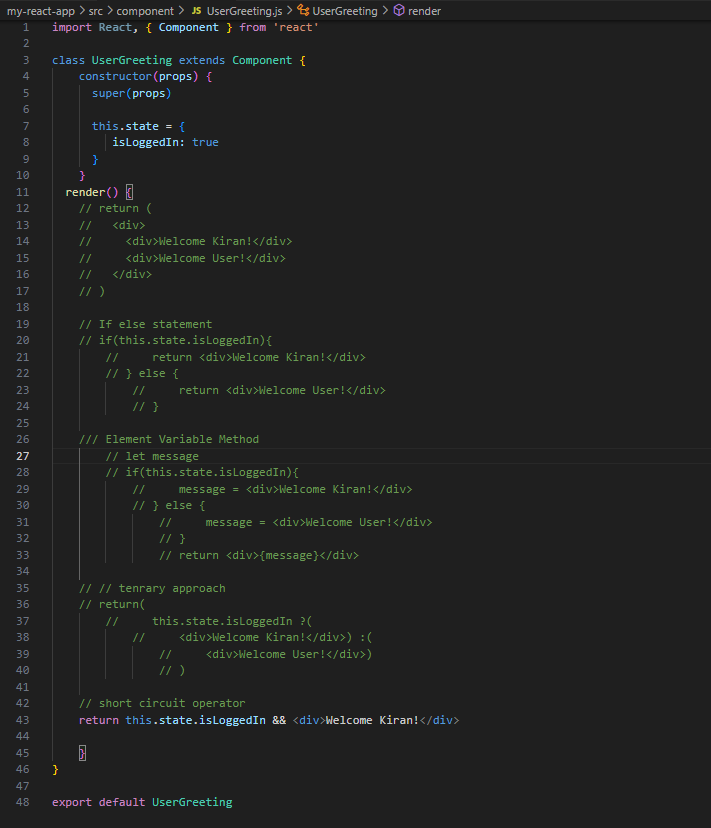 my-react-app > src > component > JS UserGreeting.js > UserGreeting > render
1 import React, { Component } from 'react'
2
3 class UserGreeting extends Component {
4 constructor(props) {
5 super(props)
6
7 this.state = {
8 isLoggedIn: true
9 }
10 }
11 render() {
12 // return (
13 // <div>
14 // <div>Welcome Kiran!</div>
15 // <div>Welcome User!</div>
16 // </div>
17 // )
18
19 // If else statement
20 // if(this.state.isLoggedIn){
21 // return <div>Welcome Kiran!</div>
22 // } else {
23 // return <div>Welcome User!</div>
24 // }
25
26 /// Element Variable Method
27 // let message
28 // if(this.state.isLoggedIn){
29 // message = <div>Welcome Kiran!</div>
30 // } else {
31 // message = <div>Welcome User!</div>
32 // }
33 // return <div>{message}</div>
34
35 // // tenrary approach
36 // return(
37 // this.state.isLoggedIn ?(
38 // <div>Welcome Kiran!</div>) :(
39 // <div>Welcome User!</div>)
40 // )
41
42 // short circuit operator
43 return this.state.isLoggedIn && <div>Welcome Kiran!</div>
44
45 }
46 }
47
48 export default UserGreeting